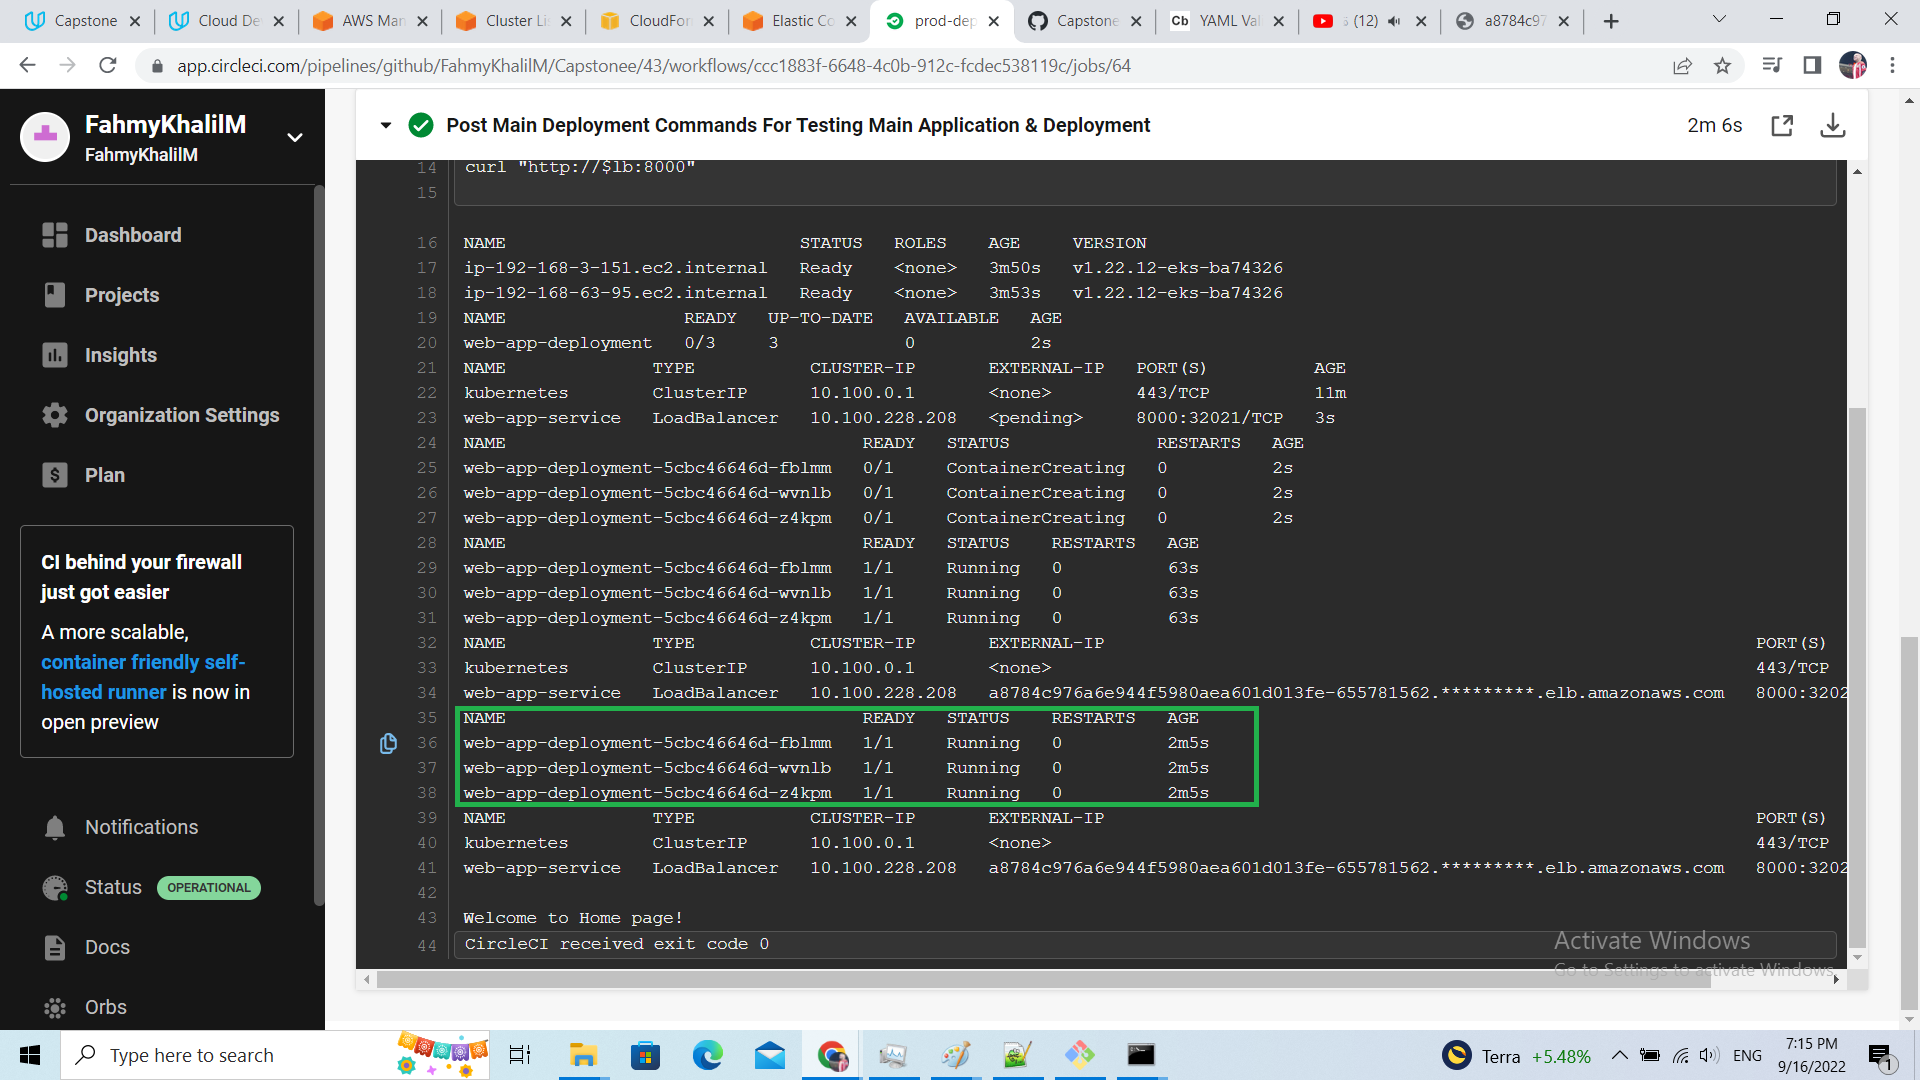 Capstone
Cloud De
AWS Man
Cluster Li
CloudFor
Elastic Co
prod-dep
Capstone
Cb YAML Val
(12)
a8784c97
app.circleci.com/pipelines/github/FahmyKhalilM/Capstonee/43/workflows/ccc1883f-6648-4c0b-912c-fcdec538119c/jobs/64
FahmyKhalilM
FahmyKhalilM
Dashboard
Projects
Insights
Organization Settings
Plan
CI behind your firewall
just got easier
A more scalable,
container friendly self-
hosted runner is now in
open preview
Notifications
Status OPERATIONAL
Docs
Orbs
Post Main Deployment Commands For Testing Main Application & Deployment 2m 6s
14 curl "http://$lb:8000"
15
16 NAME STATUS ROLES AGE VERSION
17 ip-192-168-3-151.ec2.internal Ready <none> 3m50s v1.22.12-eks-ba74326
18 ip-192-168-63-95.ec2.internal Ready <none> 3m53s v1.22.12-eks-ba74326
19 NAME READY UP-TO-DATE AVAILABLE AGE
20 web-app-deployment 0/3 3 0 2s
21 NAME TYPE CLUSTER-IP EXTERNAL-IP PORT(S) AGE
22 kubernetes ClusterIP 10.100.0.1 <none> 443/TCP 11m
23 web-app-service LoadBalancer 10.100.228.208 <pending> 8000:32021/TCP 3s
24 NAME READY STATUS RESTARTS AGE
25 web-app-deployment-5cbc46646d-fblmm 0/1 ContainerCreating 0 2s
26 web-app-deployment-5cbc46646d-wvnlb 0/1 ContainerCreating 0 2s
27 web-app-deployment-5cbc46646d-z4kpm 0/1 ContainerCreating 0 2s
28 NAME READY STATUS RESTARTS AGE
29 web-app-deployment-5cbc46646d-fblmm 1/1 Running 0 63s
30 web-app-deployment-5cbc46646d-wvnlb 1/1 Running 0 63s
31 web-app-deployment-5cbc46646d-z4kpm 1/1 Running 0 63s
32 NAME TYPE CLUSTER-IP EXTERNAL-IP PORT(S)
33 kubernetes ClusterIP 10.100.0.1 <none> 443/TCP
34 web-app-service LoadBalancer 10.100.228.208 a8784c976a6e944f5980aea601d013fe-655781562.*********.elb.amazonaws.com 8000:3202
35 NAME READY STATUS RESTARTS AGE
36 web-app-deployment-5cbc46646d-fblmm 1/1 Running 0 2m5s
37 web-app-deployment-5cbc46646d-wvnlb 1/1 Running 0 2m5s
38 web-app-deployment-5cbc46646d-z4kpm 1/1 Running 0 2m5s
39 NAME TYPE CLUSTER-IP EXTERNAL-IP PORT(S)
40 kubernetes ClusterIP 10.100.0.1 <none> 443/TCP
41 web-app-service LoadBalancer 10.100.228.208 a8784c976a6e944f5980aea601d013fe-655781562.*********.elb.amazonaws.com 8000:3202
42
43 Welcome to Home page!
44 CircleCI received exit code 0
Activate Windows
Go to Settings to activate Windows.
Type here to search
Terra +5.48%
ENG
7:15 PM
9/16/2022
1